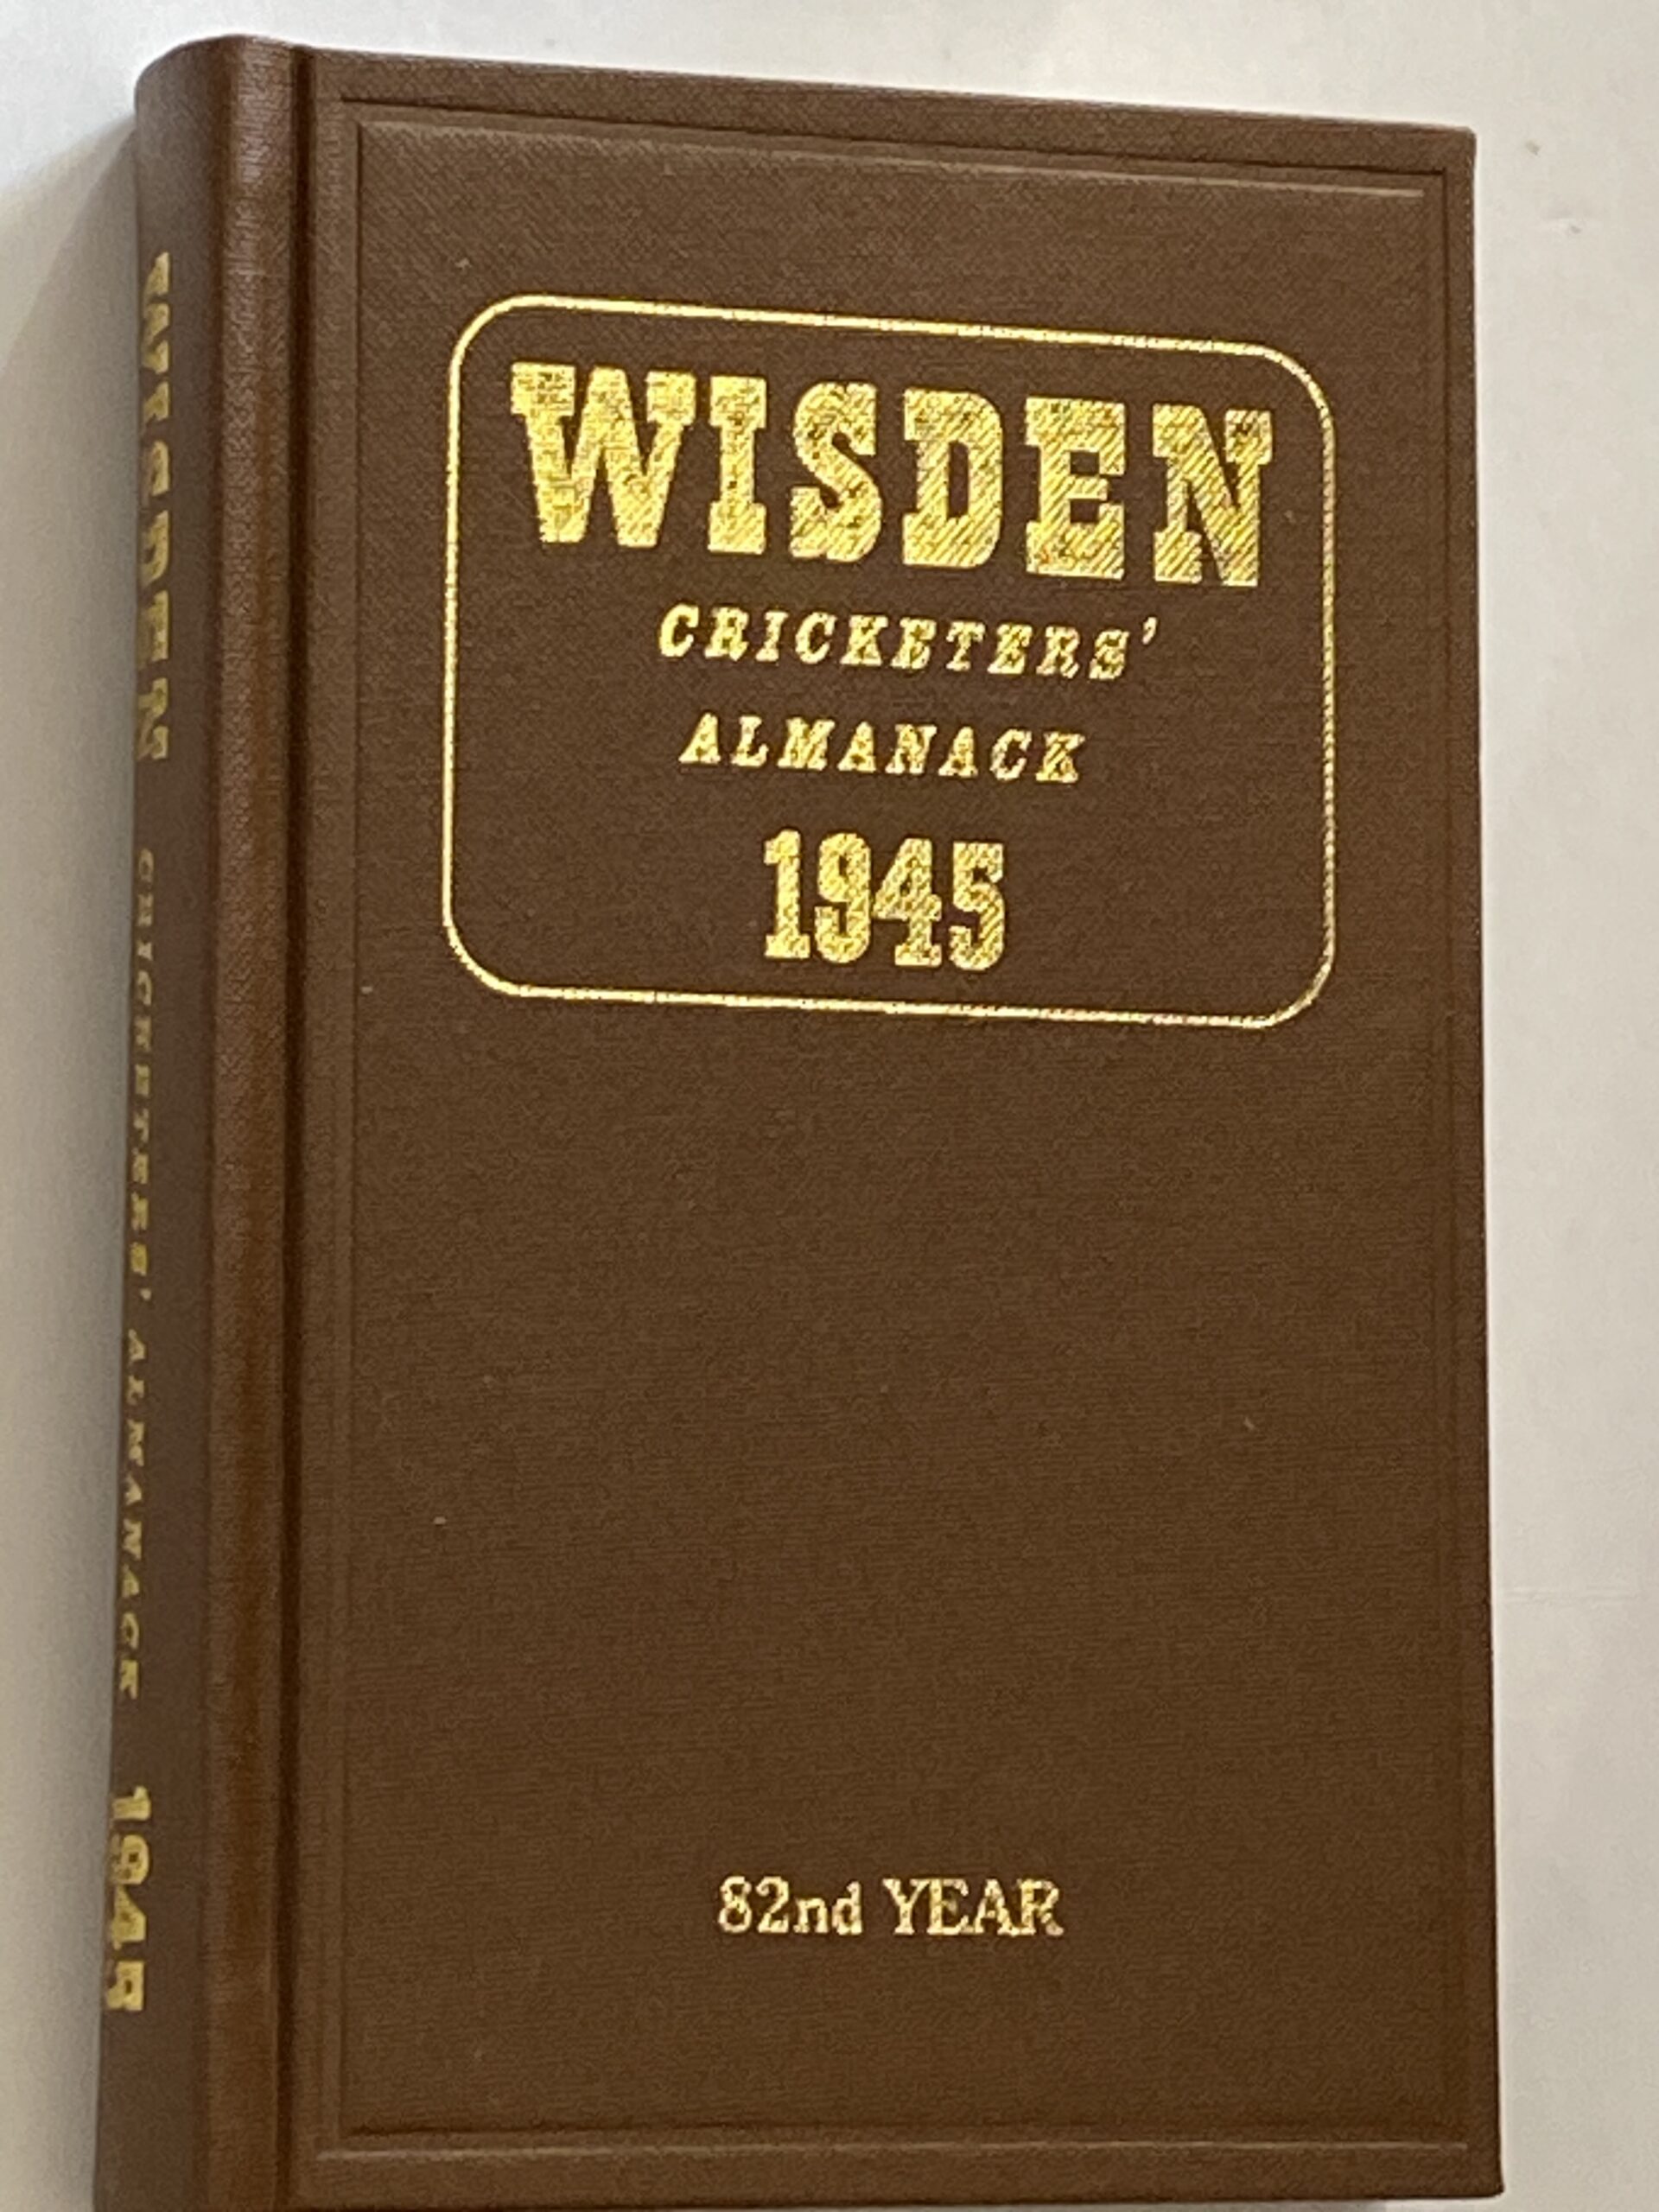 WISDEN
CRICKETERS'
ALMANACK
1945
82nd YEAR
WISDEN CRICKETERS' ALMANACK 1945